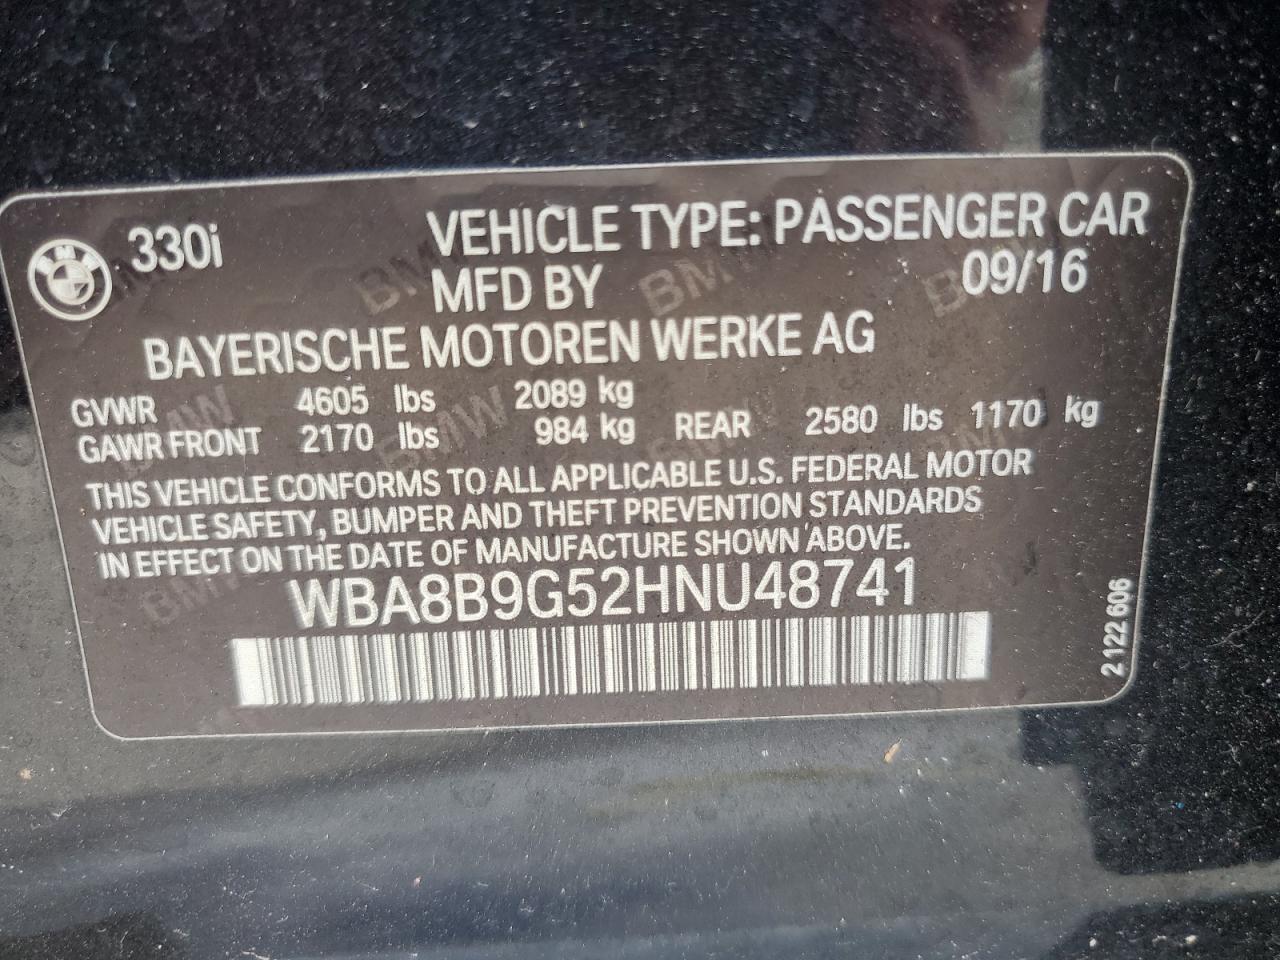 330i
VEHICLE TYPE: PASSENGER CAR
MFD BY 09/16
BAYERISCHE MOTOREN WERKE AG
GVWR 4605 lbs 2089 kg
GAWR FRONT 2170 lbs 984 kg REAR 2580 lbs 1170 kg
THIS VEHICLE CONFORMS TO ALL APPLICABLE U.S. FEDERAL MOTOR
VEHICLE SAFETY, BUMPER AND THEFT PREVENTION STANDARDS
IN EFFECT ON THE DATE OF MANUFACTURE SHOWN ABOVE.
WBA8B9G52HNU48741
2 122 606